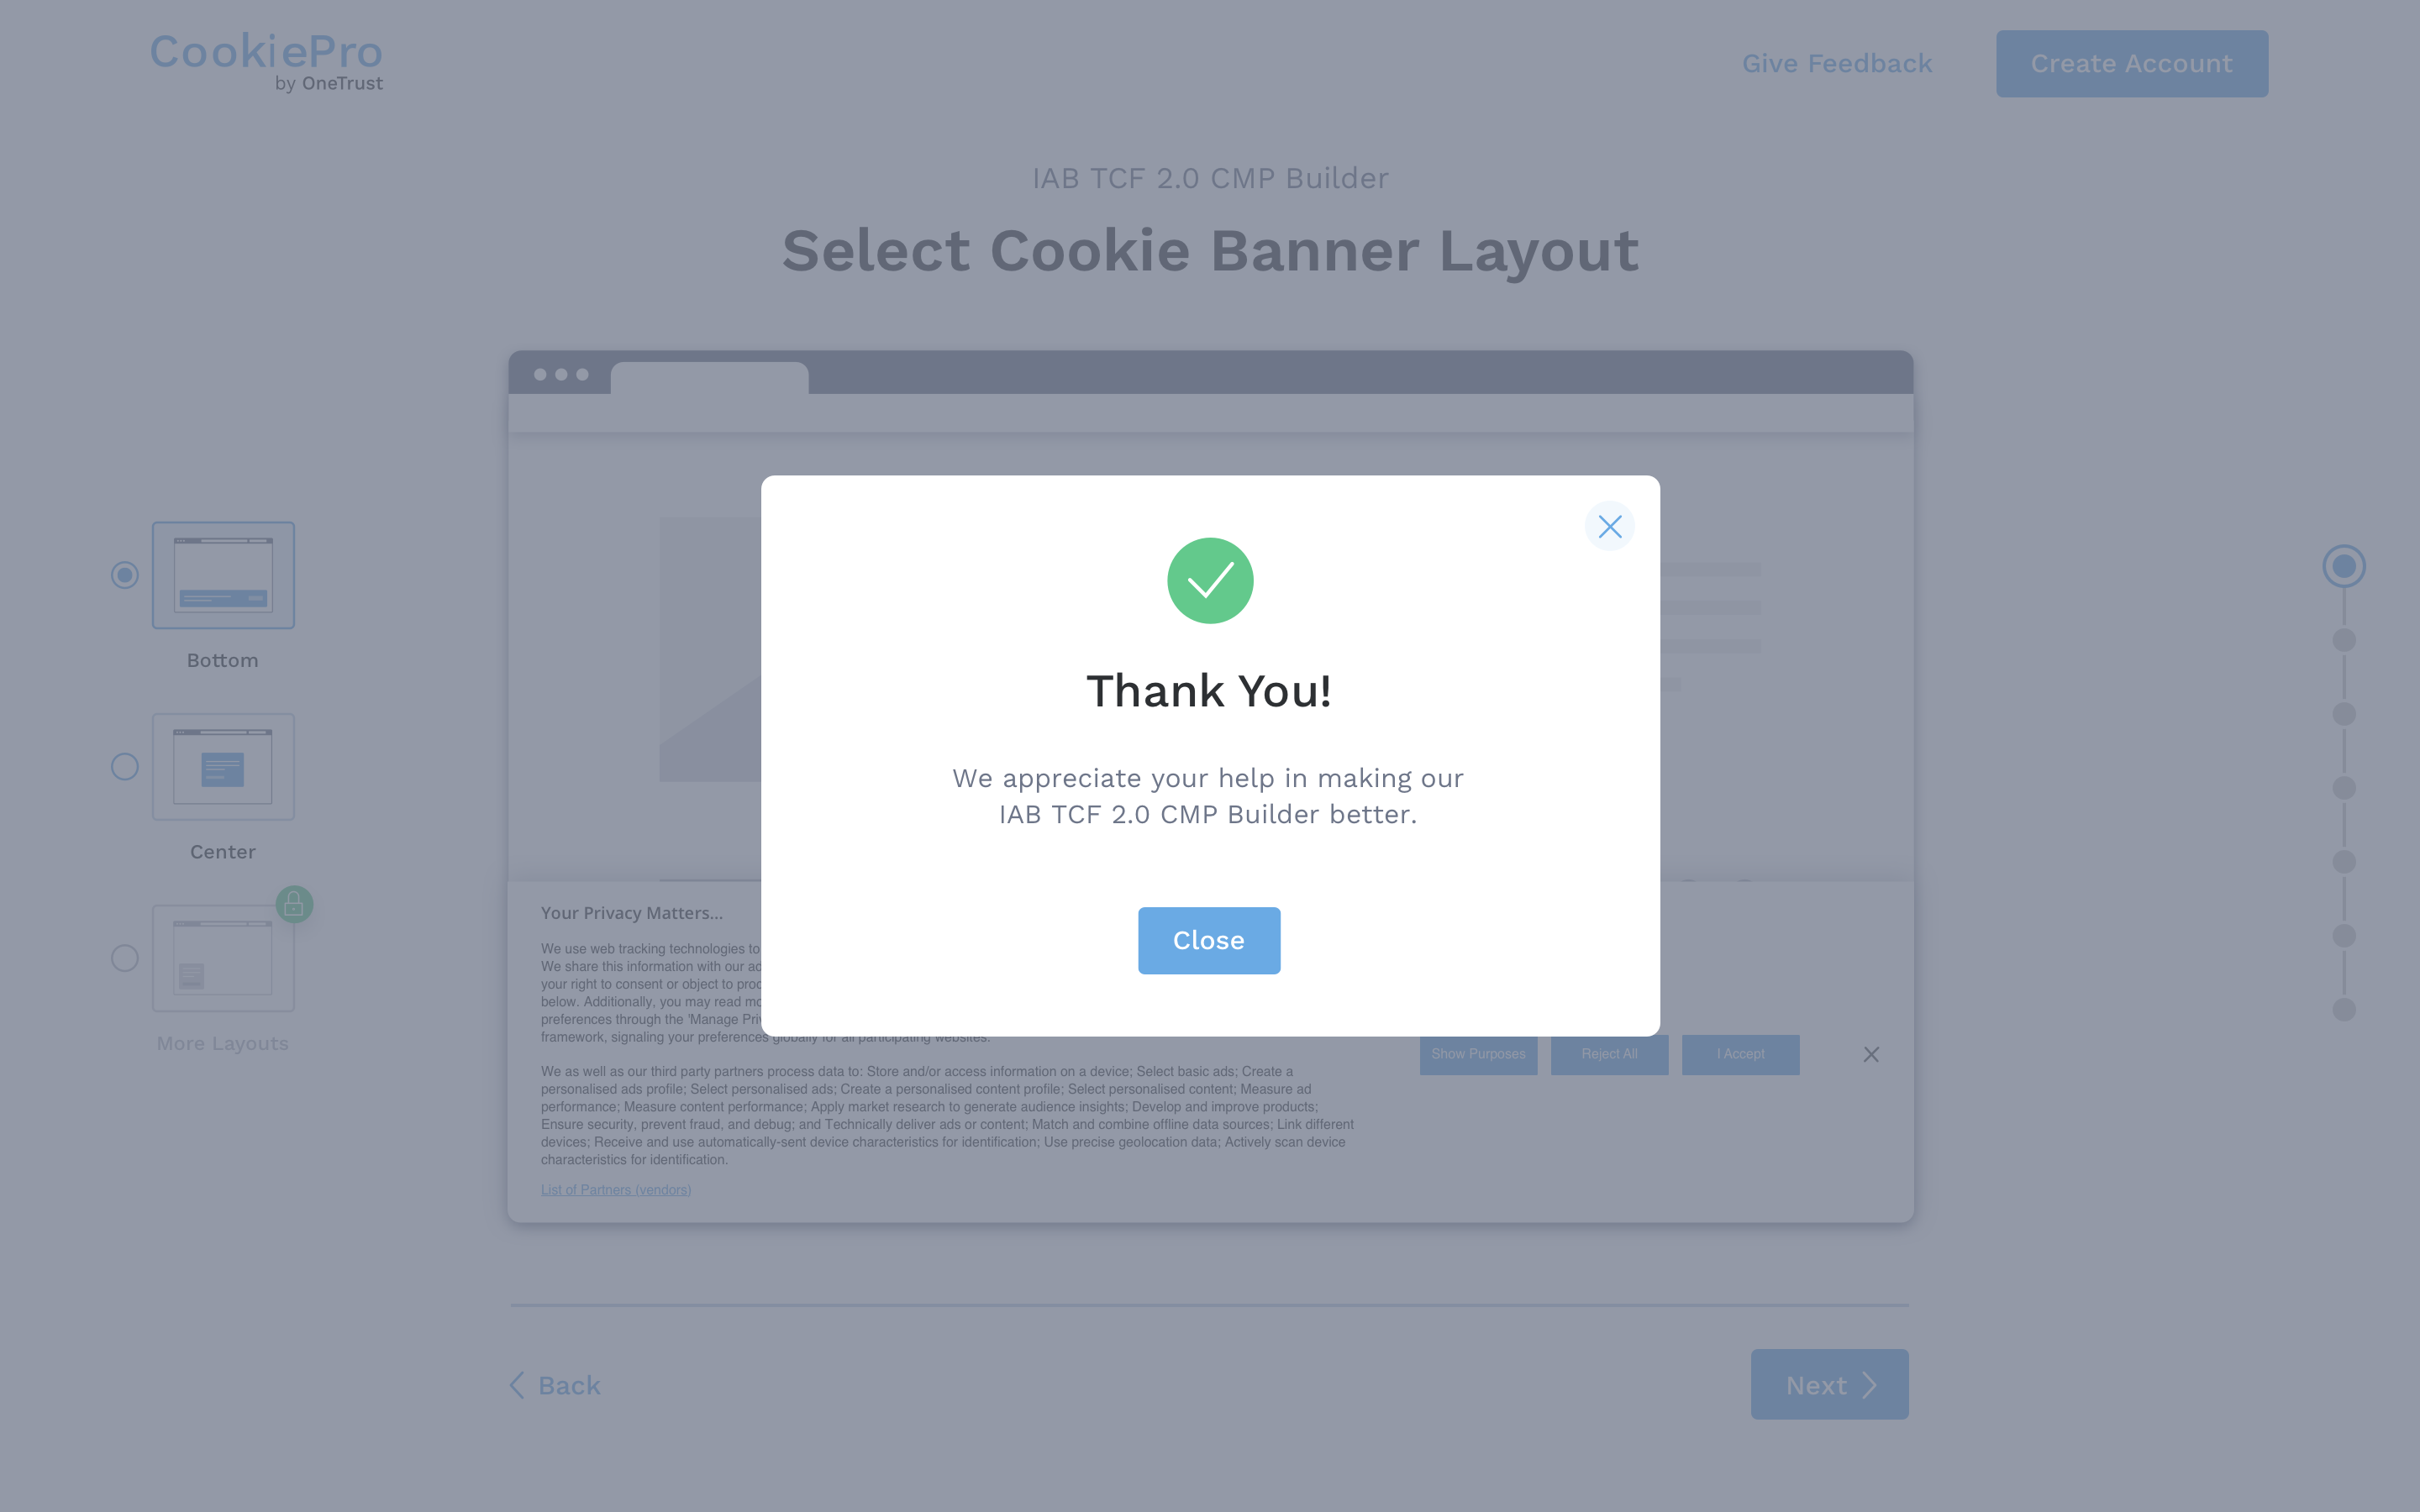 CookiePro
by OneTrust
Give Feedback
Create Account
IAB TCF 2.0 CMP Builder
Select Cookie Banner Layout
Bottom
Center
More Layouts
Thank You!
We appreciate your help in making our
IAB TCF 2.0 CMP Builder better.
Close
Your Privacy Matters...
We use web tracking technologies to
We share this information with our ad
your right to consent or object to proc
below. Additionally, you may read mo
preferences through the 'Manage Priv
framework, signaling your preferences globally for all participating websites.
We as well as our third party partners process data to: Store and/or access information on a device; Select basic ads; Create a
personalised ads profile; Select personalised ads; Create a personalised content profile; Select personalised content; Measure ad
performance; Measure content performance; Apply market research to generate audience insights; Develop and improve products;
Ensure security, prevent fraud, and debug; and Technically deliver ads or content; Match and combine offline data sources; Link different
devices; Receive and use automatically-sent device characteristics for identification; Use precise geolocation data; Actively scan device
characteristics for identification.
List of Partners (vendors)
Show Purposes
Reject All
I Accept
Back
Next